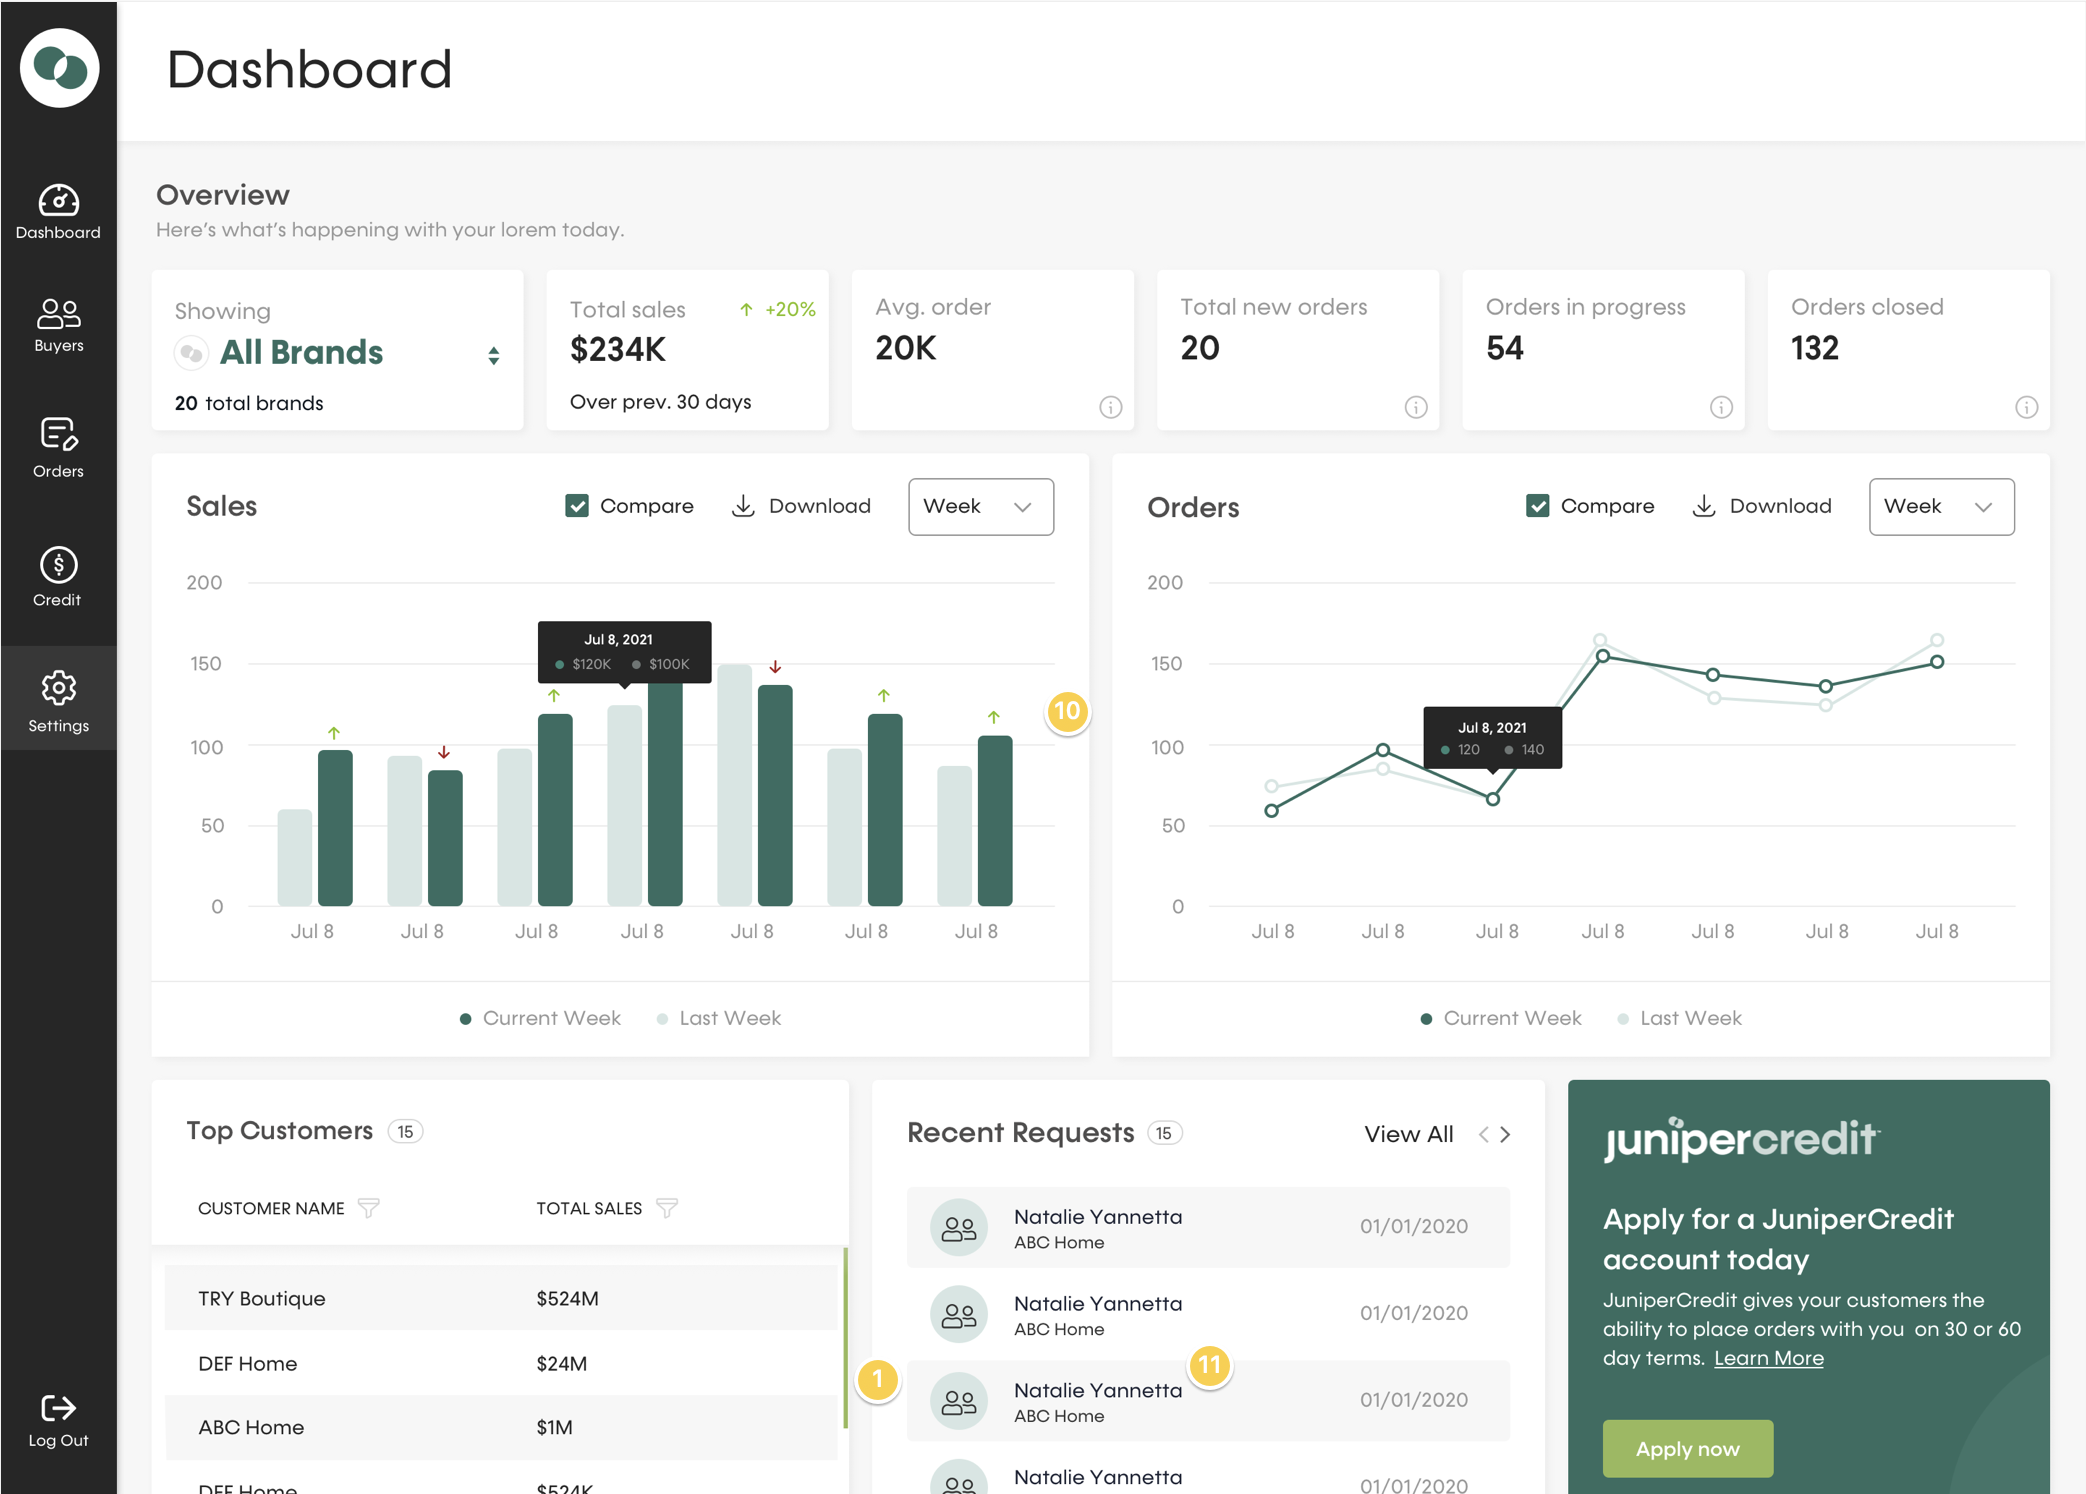 Dashboard
Dashboard
Buyers
Orders
Credit
Settings
Log Out
Overview
Here's what's happening with your lorem today.
Showing
All Brands
20 total brands
Total sales +20%
$234K
Over prev. 30 days
Avg. order
20K
Total new orders
20
Orders in progress
54
Orders closed
132
Sales
Compare Download Week
200
150
100
50
0
Jul 8, 2021
$120K $100K
10
Jul 8 Jul 8 Jul 8 Jul 8 Jul 8 Jul 8 Jul 8
Current Week Last Week
Orders
Compare Download Week
200
150
100
50
0
Jul 8, 2021
120 140
Jul 8 Jul 8 Jul 8 Jul 8 Jul 8 Jul 8 Jul 8
Current Week Last Week
Top Customers 15
CUSTOMER NAME TOTAL SALES
TRY Boutique $524M
DEF Home $24M
ABC Home $1M
DEF Home $524K
1
Recent Requests 15 View All
Natalie Yannetta 01/01/2020
ABC Home
Natalie Yannetta 01/01/2020
ABC Home
11
Natalie Yannetta 01/01/2020
ABC Home
Natalie Yannetta 01/01/2020
junipercredit™
Apply for a JuniperCredit
account today
JuniperCredit gives your customers the
ability to place orders with you on 30 or 60
day terms. Learn More
Apply now